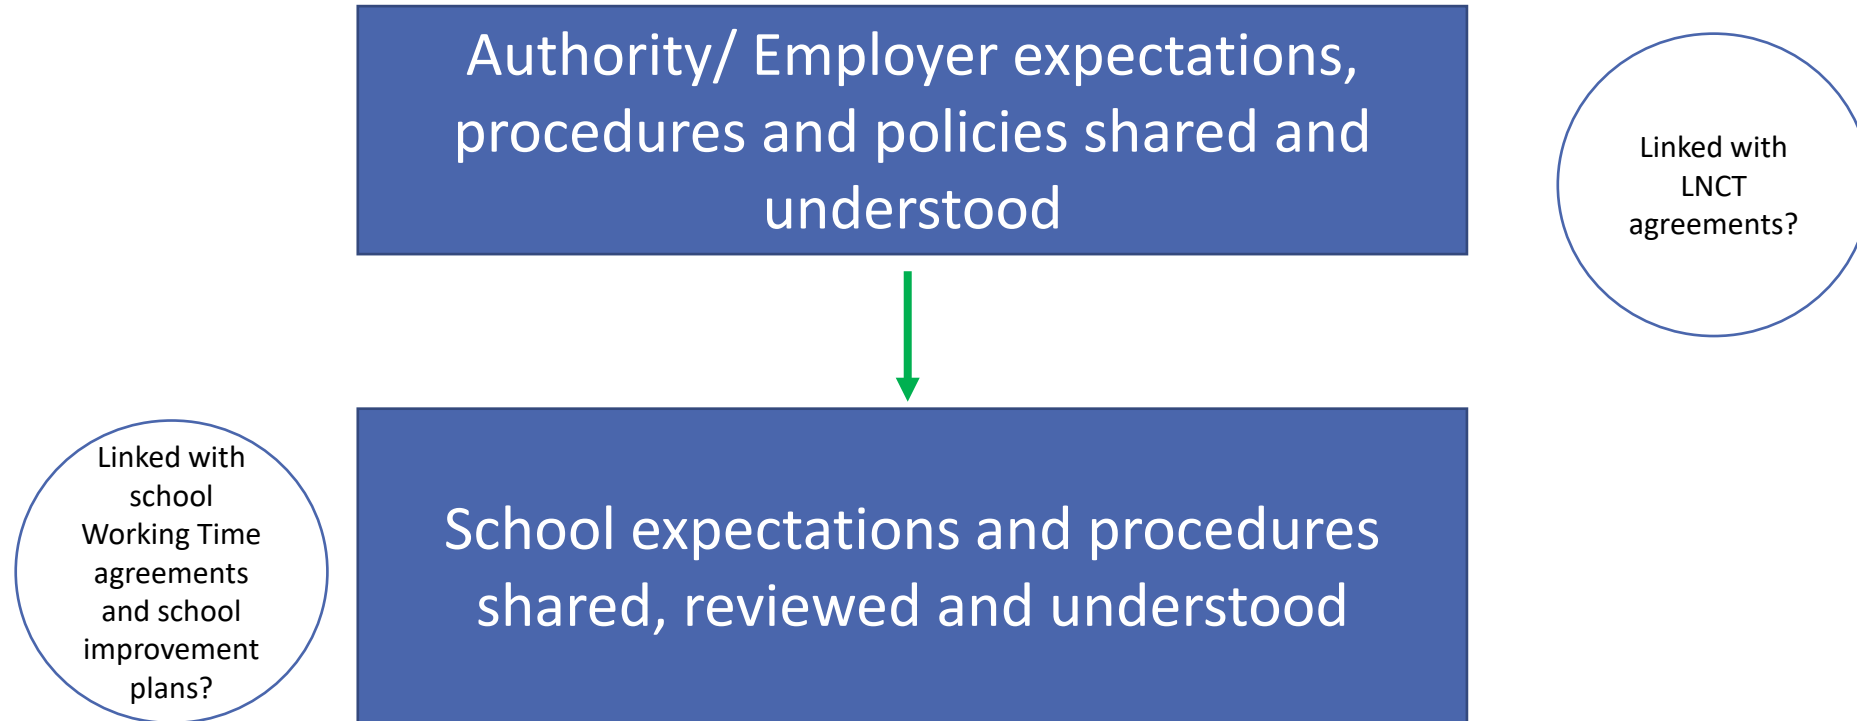 Authority/ Employer expectations,
procedures and policies shared and
understood
Linked with
LNCT
agreements?
Linked with
school
Working Time
agreements
and school
improvement
plans?
School expectations and procedures
shared, reviewed and understood